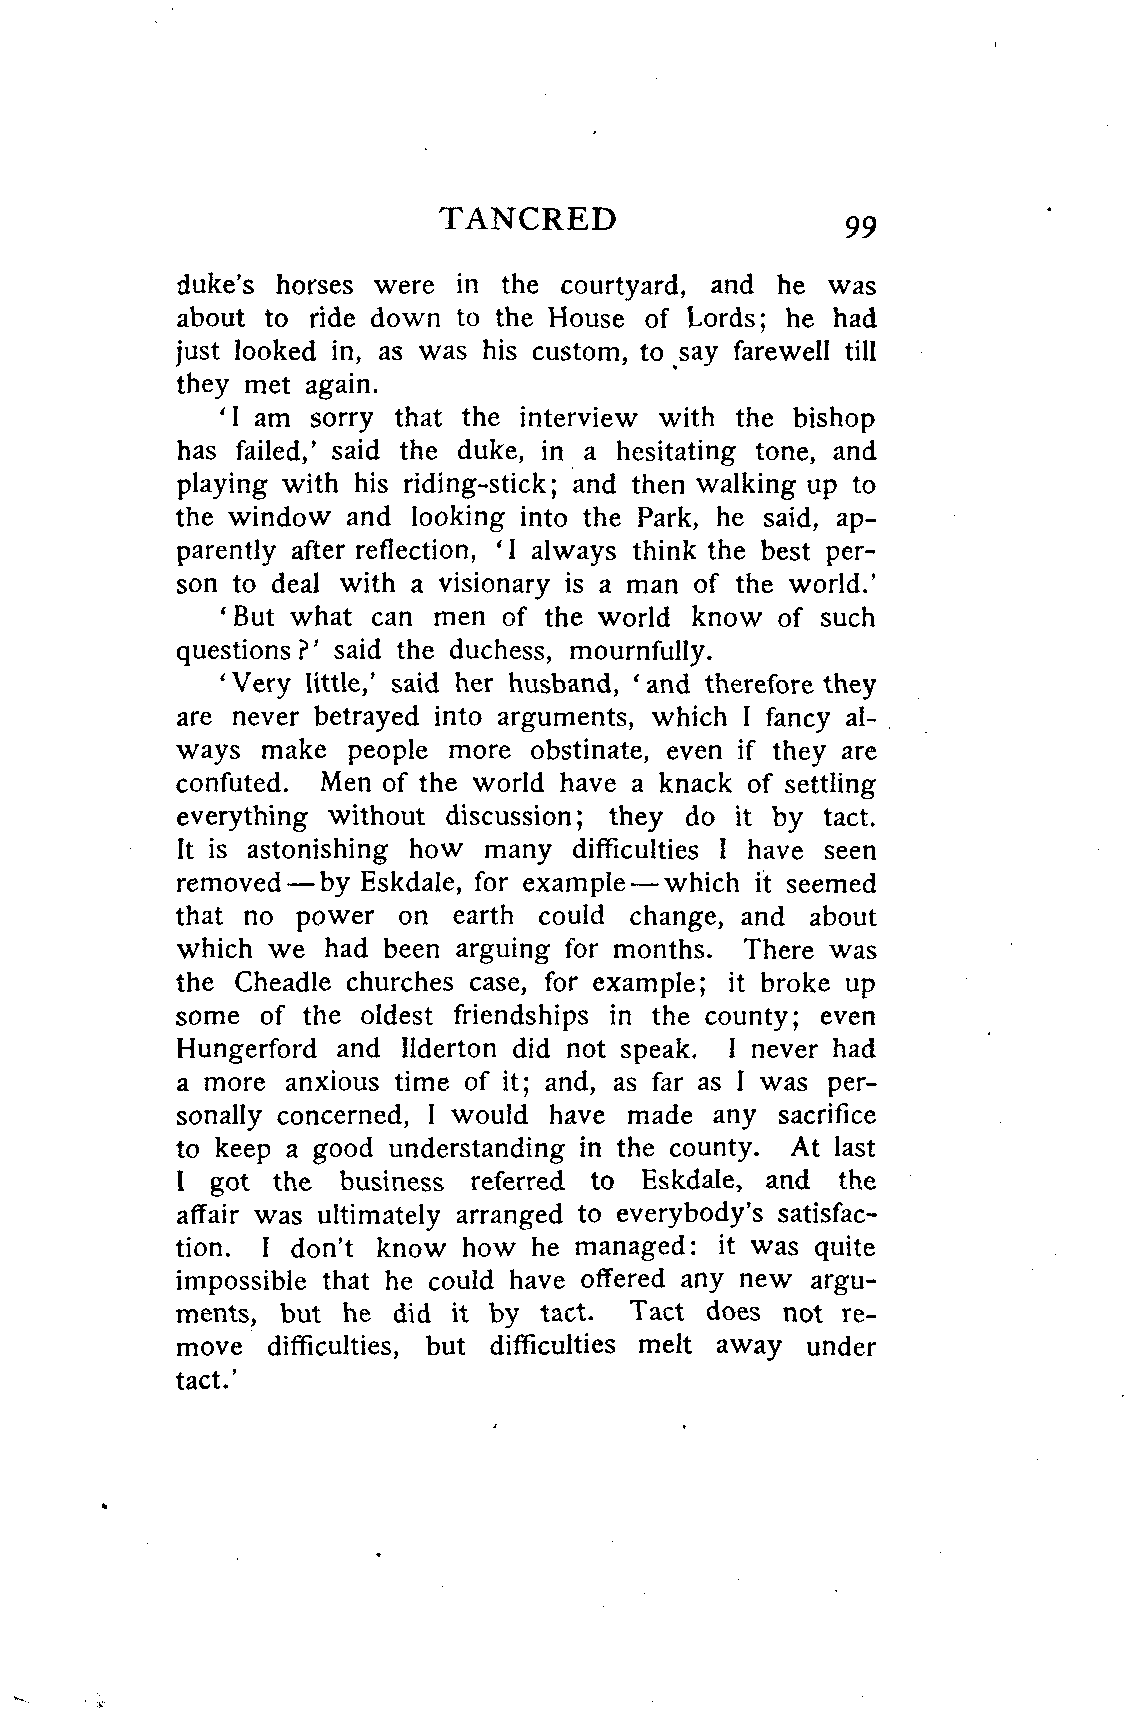 TANCRED 99
duke's horses were in the courtyard, and he was
about to ride down to the House of Lords; he had
just looked in, as was his custom, to say farewell till
they met again.
'I am sorry that the interview with the bishop
has failed,' said the duke, in a hesitating tone, and
playing with his riding-stick; and then walking up to
the window and looking into the Park, he said, ap-
parently after reflection, 'I always think the best per-
son to deal with a visionary is a man of the world.'
'But what can men of the world know of such
questions?' said the duchess, mournfully.
'Very little,' said her husband, 'and therefore they
are never betrayed into arguments, which I fancy al-
ways make people more obstinate, even if they are
confuted. Men of the world have a knack of settling
everything without discussion; they do it by tact.
It is astonishing how many difficulties I have seen
removed—by Eskdale, for example—which it seemed
that no power on earth could change, and about
which we had been arguing for months. There was
the Cheadle churches case, for example; it broke up
some of the oldest friendships in the county; even
Hungerford and Ilderton did not speak. I never had
a more anxious time of it; and, as far as I was per-
sonally concerned, I would have made any sacrifice
to keep a good understanding in the county. At last
I got the business referred to Eskdale, and the
affair was ultimately arranged to everybody's satisfac-
tion. I don't know how he managed: it was quite
impossible that he could have offered any new argu-
ments, but he did it by tact. Tact does not re-
move difficulties, but difficulties melt away under
tact.'